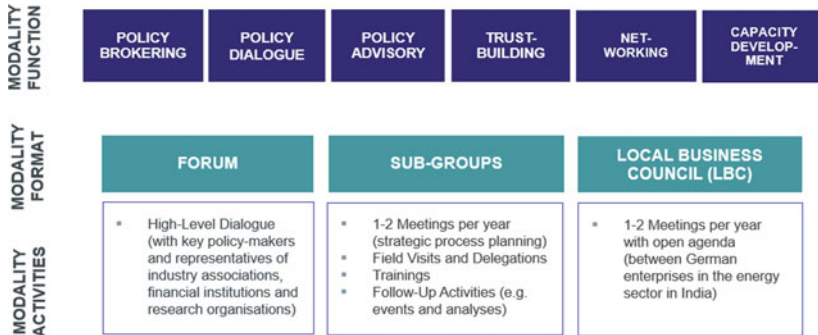 MODALITY
FUNCTION
POLICY
BROKERING
POLICY
DIALOGUE
POLICY
ADVISORY
TRUST-
BUILDING
NET-
WORKING
CAPACITY
DEVELOP-
MENT
MODALITY
FORMAT
FORUM
SUB-GROUPS
LOCAL BUSINESS
COUNCIL (LBC)
MODALITY
ACTIVITIES
▪ High-Level Dialogue
(with key policy-makers
and representatives of
industry associations,
financial institutions and
research organisations)
▪ 1-2 Meetings per year
(strategic process planning)
▪ Field Visits and Delegations
▪ Trainings
▪ Follow-Up Activities (e.g.
events and analyses)
▪ 1-2 Meetings per year
with open agenda
(between German
enterprises in the energy
sector in India)